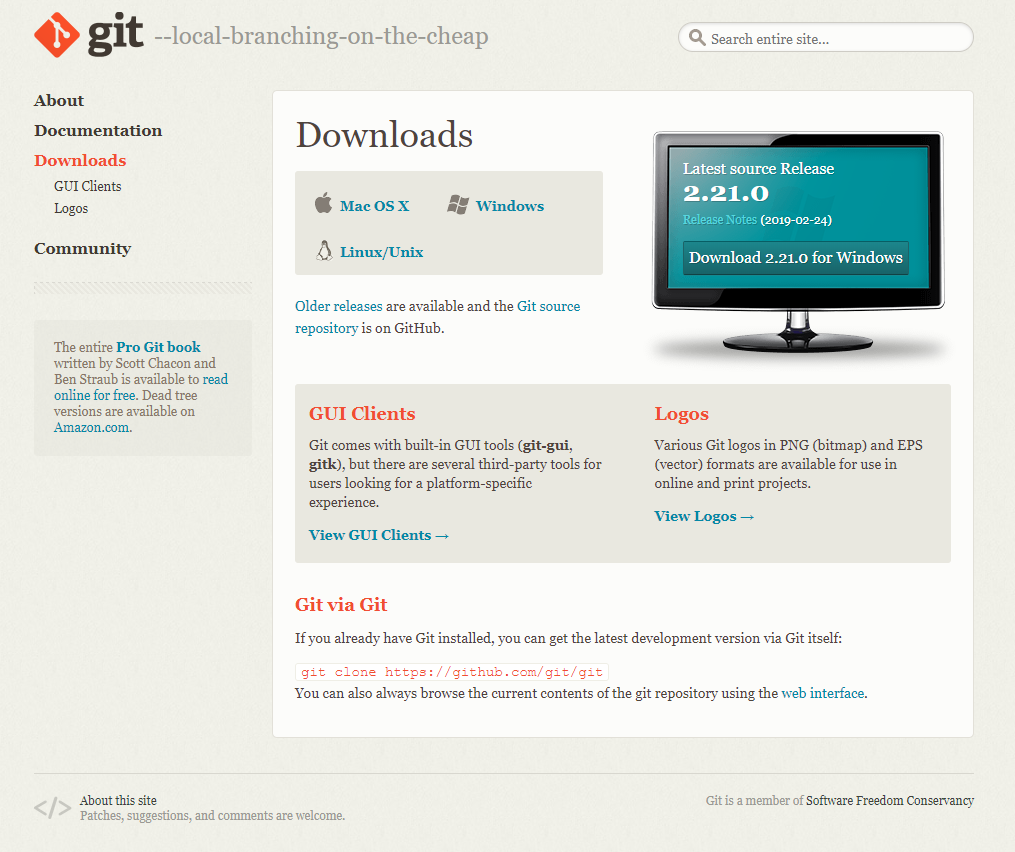 git --local-branching-on-the-cheap
Search entire site...
About
Documentation
Downloads
GUI Clients
Logos
Community
The entire Pro Git book
written by Scott Chacon and
Ben Straub is available to read
online for free. Dead tree
versions are available on
Amazon.com.
Downloads
Mac OS X
Windows
Linux/Unix
Older releases are available and the Git source
repository is on GitHub.
Latest source Release
2.21.0
Release Notes (2019-02-24)
Download 2.21.0 for Windows
GUI Clients
Git comes with built-in GUI tools (git-gui,
gitk), but there are several third-party tools for
users looking for a platform-specific
experience.
View GUI Clients →
Logos
Various Git logos in PNG (bitmap) and EPS
(vector) formats are available for use in
online and print projects.
View Logos →
Git via Git
If you already have Git installed, you can get the latest development version via Git itself:
git clone https://github.com/git/git
You can also always browse the current contents of the git repository using the web interface.
</> About this site
Patches, suggestions, and comments are welcome.
Git is a member of Software Freedom Conservancy